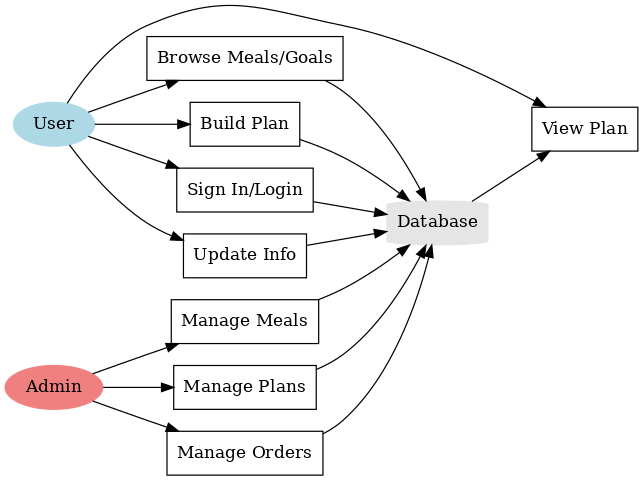 Browse Meals/Goals
User
Build Plan
View Plan
Sign In/Login
Database
Update Info
Manage Meals
Admin
Manage Plans
Manage Orders